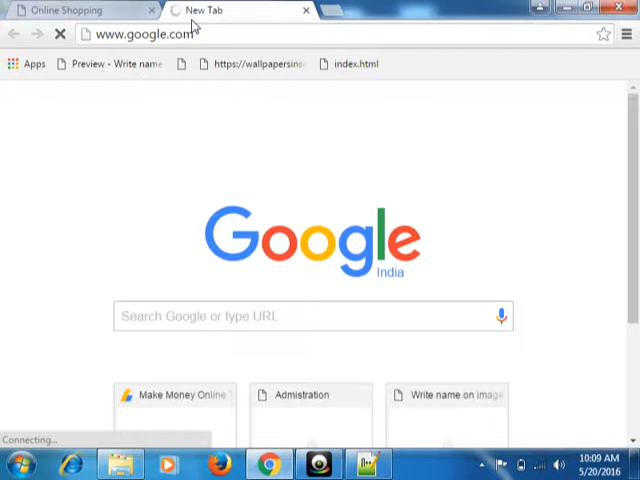 Online Shopping
New Tab
www.google.com
Apps
Preview - Write name
https://wallpapersins
index.html
Google
India
Search Google or type URL
Make Money Online
Admistration
Write name on image
Connecting...
10:09 AM
5/20/2016